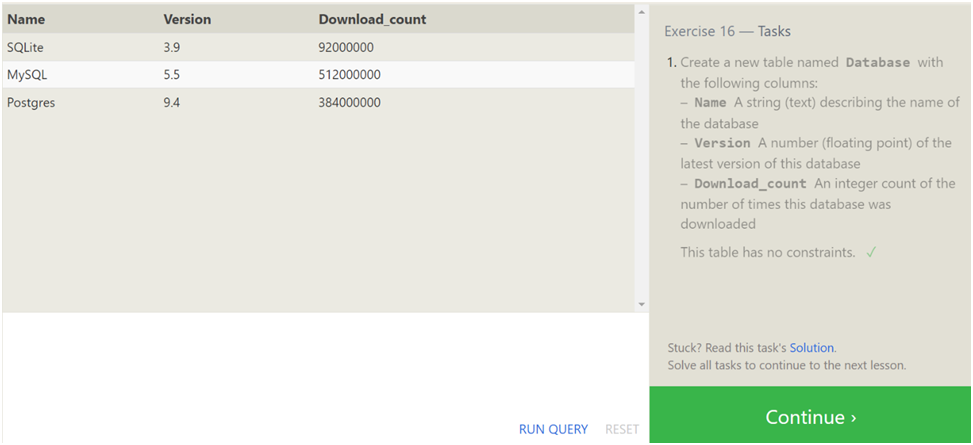 Name Version Download_count
SQLite 3.9 92000000
MySQL 5.5 512000000
Postgres 9.4 384000000
RUN QUERY RESET
Exercise 16 — Tasks
1. Create a new table named Database with
the following columns:
– Name A string (text) describing the name of
the database
– Version A number (floating point) of the
latest version of this database
– Download_count An integer count of the
number of times this database was
downloaded
This table has no constraints. ✓
Stuck? Read this task's Solution.
Solve all tasks to continue to the next lesson.
Continue ›